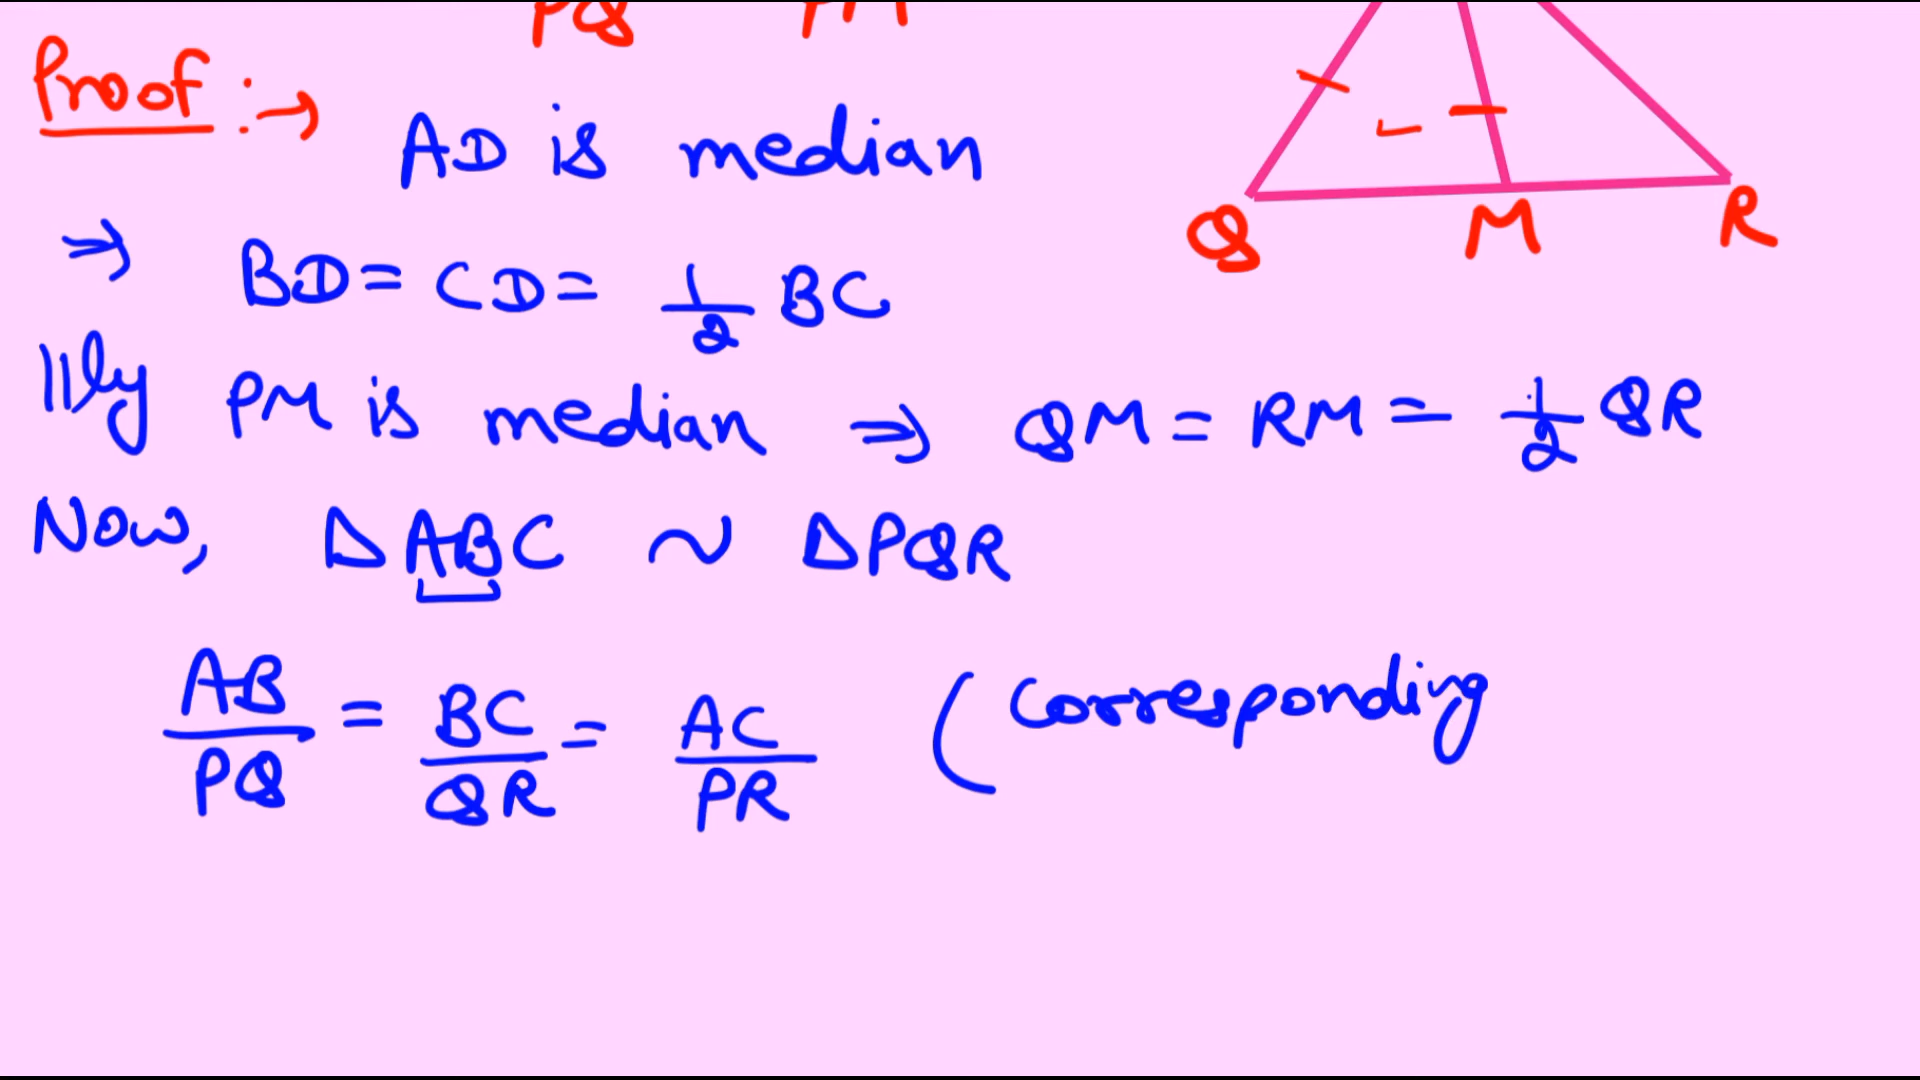 PQ PM
Proof :→ AD is median
⇒ BD = CD = 1/2 BC
Q M R
|||ly PM is median ⇒ QM = RM = 1/2 QR
Now, ΔABC ~ ΔPQR
AB/PQ = BC/QR = AC/PR (Corresponding